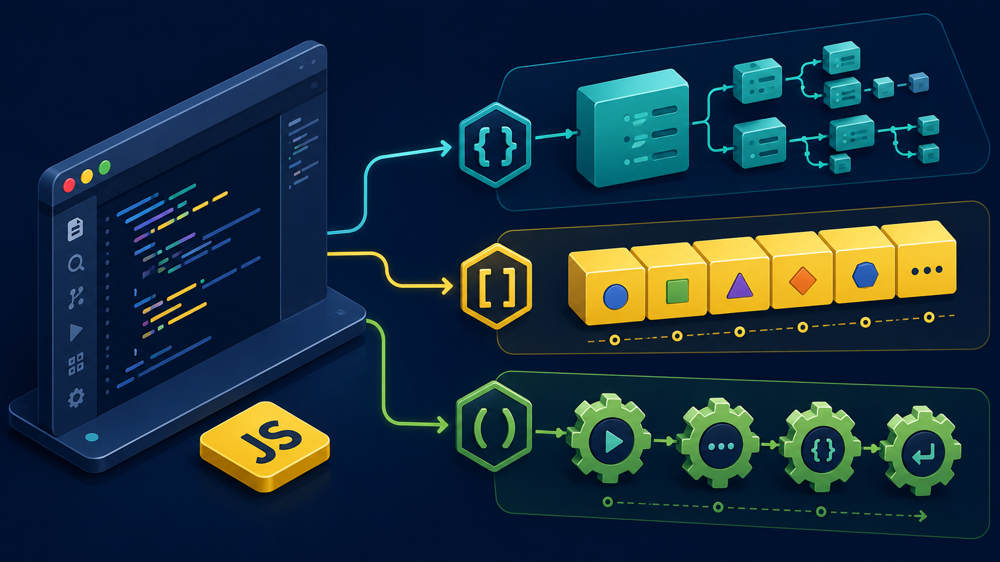 { }
[ ]
JS
( )
{ }